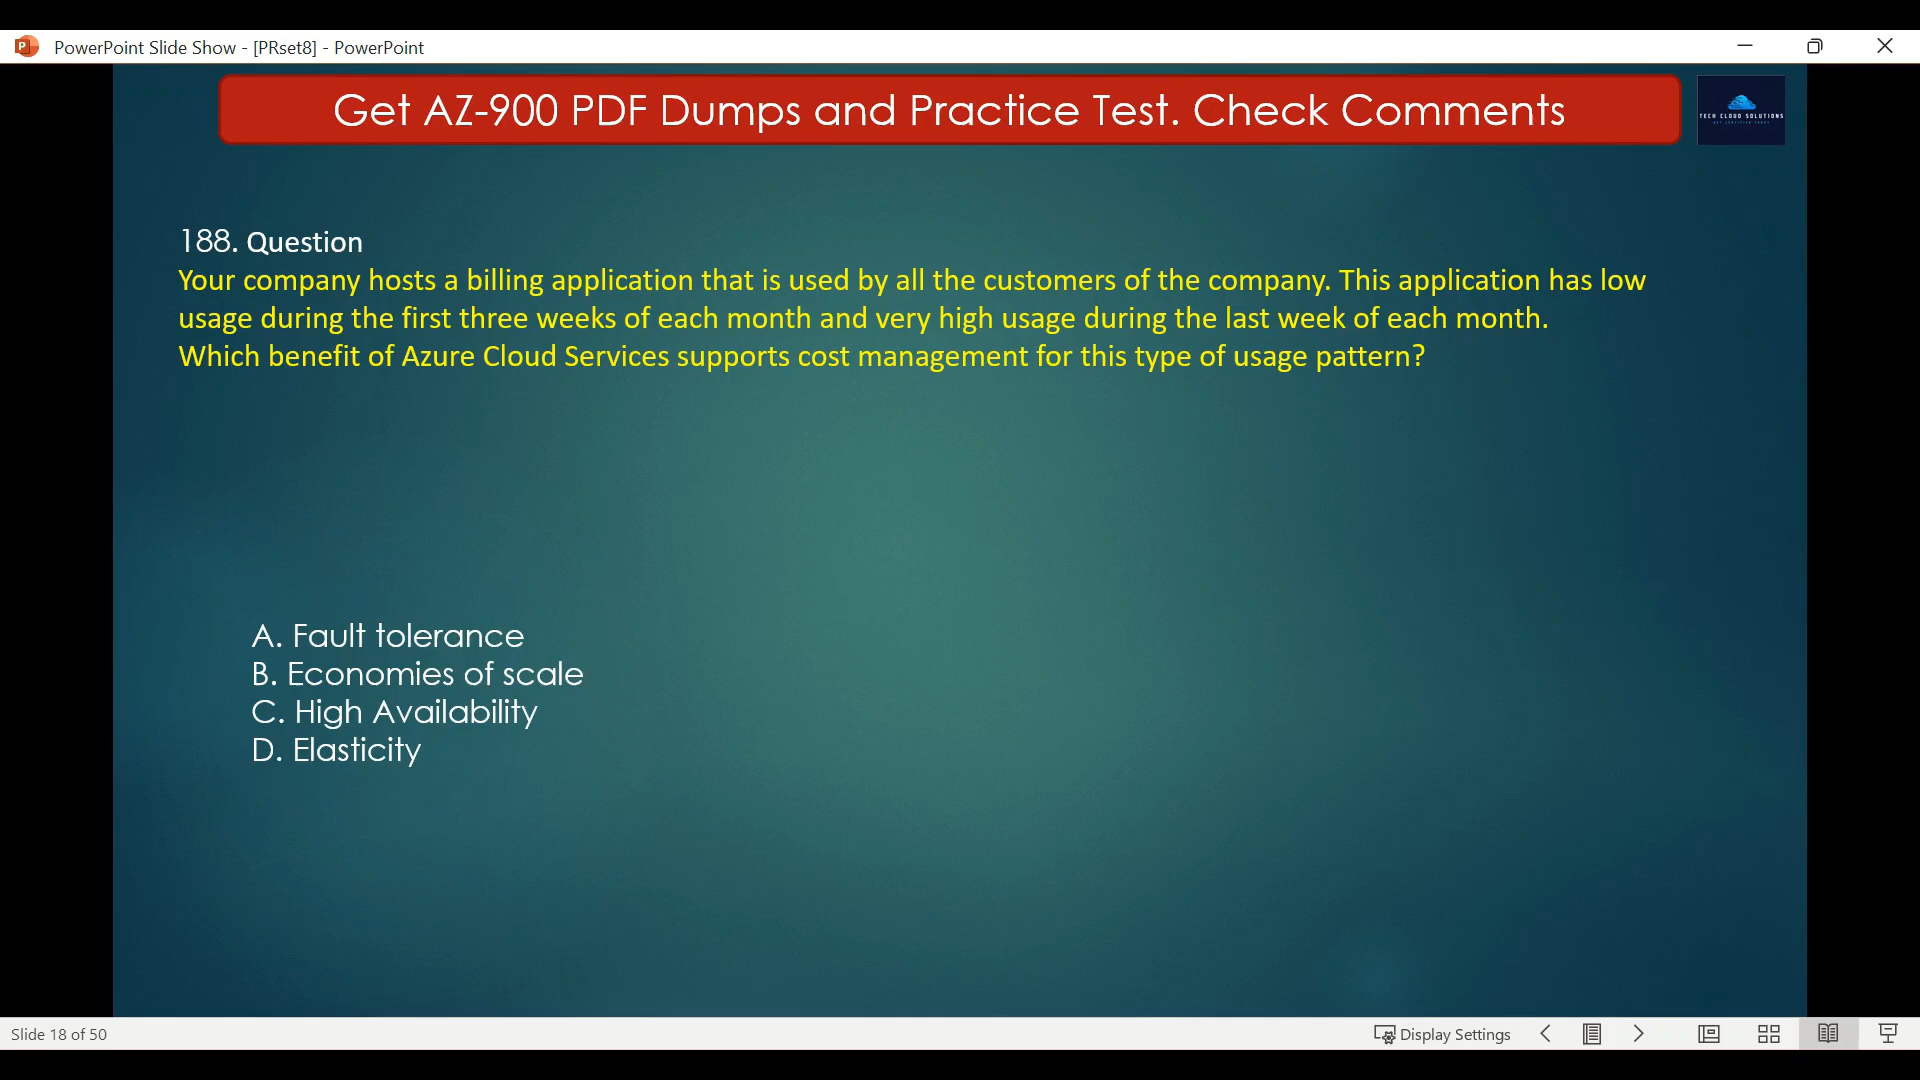 PowerPoint Slide Show - [PRset8] - PowerPoint
Get AZ-900 PDF Dumps and Practice Test. Check Comments
TECH CLOUD SOLUTIONS
188. Question
Your company hosts a billing application that is used by all the customers of the company. This application has low
usage during the first three weeks of each month and very high usage during the last week of each month.
Which benefit of Azure Cloud Services supports cost management for this type of usage pattern?
A. Fault tolerance
B. Economies of scale
C. High Availability
D. Elasticity
Slide 18 of 50
Display Settings